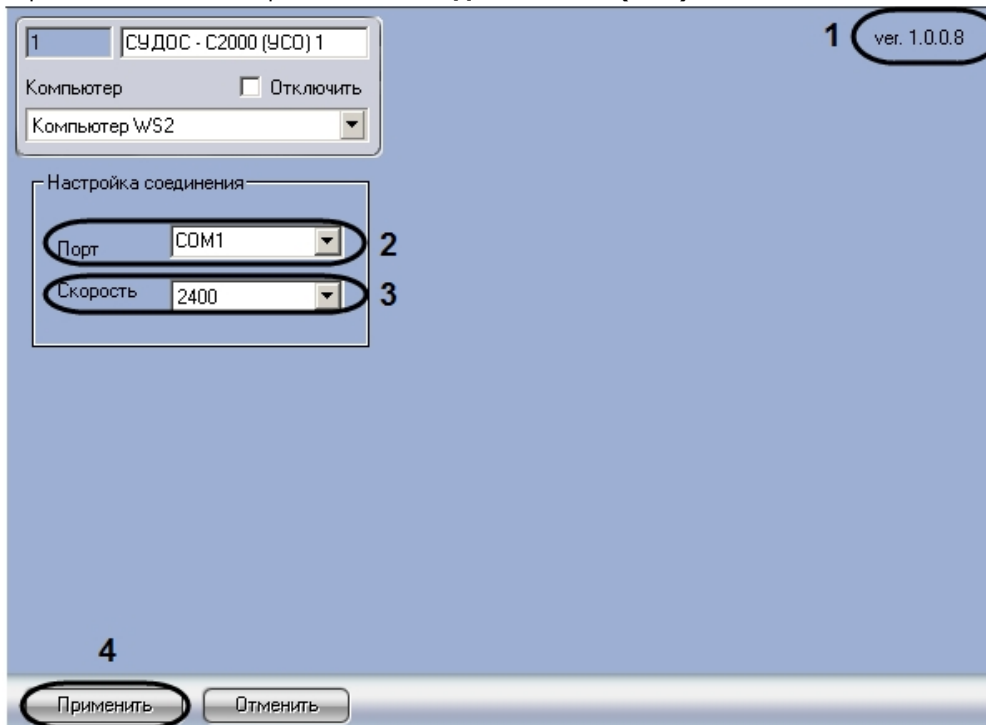 1 СУДОС - С2000 (УСО) 1
1 ver. 1.0.0.8
Компьютер Отключить
Компьютер WS2
Настройка соединения
Порт COM1 2
Скорость 2400 3
4
Применить Отменить